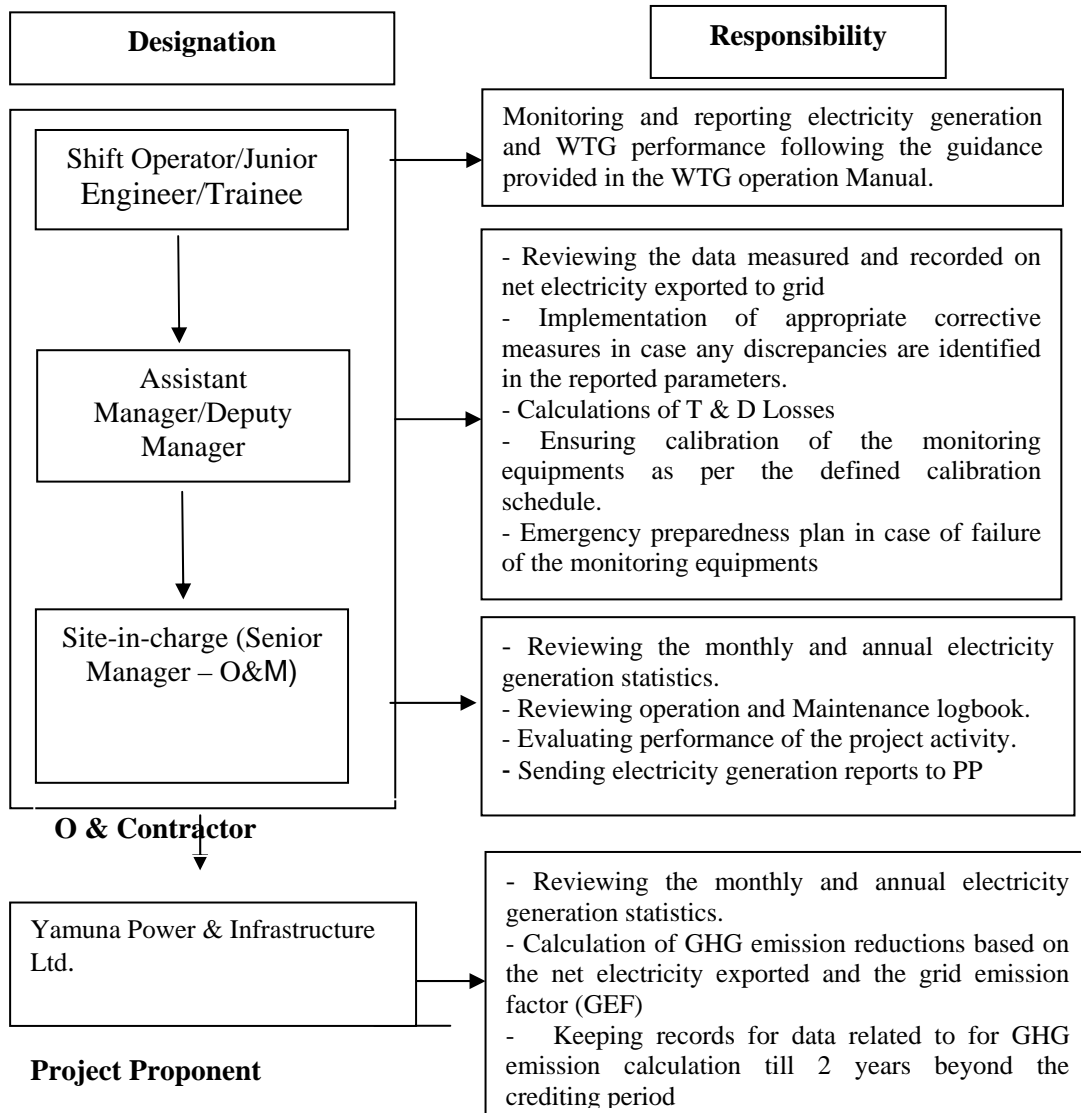 Designation
Responsibility
Shift Operator/Junior
Engineer/Trainee
Monitoring and reporting electricity generation
and WTG performance following the guidance
provided in the WTG operation Manual.
Assistant
Manager/Deputy
Manager
- Reviewing the data measured and recorded on
net electricity exported to grid
- Implementation of appropriate corrective
measures in case any discrepancies are identified
in the reported parameters.
- Calculations of T & D Losses
- Ensuring calibration of the monitoring
equipments as per the defined calibration
schedule.
- Emergency preparedness plan in case of failure
of the monitoring equipments
Site-in-charge (Senior
Manager – O&M)
- Reviewing the monthly and annual electricity
generation statistics.
- Reviewing operation and Maintenance logbook.
- Evaluating performance of the project activity.
- Sending electricity generation reports to PP
O & Contractor
Yamuna Power & Infrastructure
Ltd.
- Reviewing the monthly and annual electricity
generation statistics.
- Calculation of GHG emission reductions based on
the net electricity exported and the grid emission
factor (GEF)
- Keeping records for data related to for GHG
emission calculation till 2 years beyond the
crediting period
Project Proponent